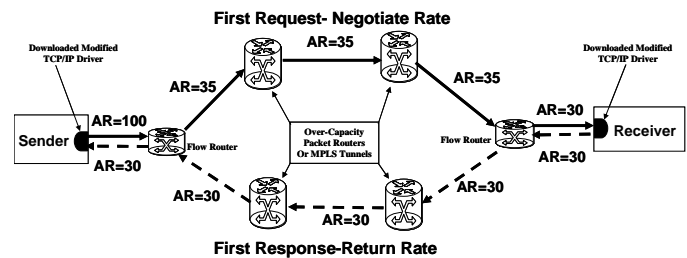 First Request- Negotiate Rate
Downloaded Modified
TCP/IP Driver
Downloaded Modified
TCP/IP Driver
AR=35
AR=35
AR=35
AR=100
AR=30
Sender
Flow Router
Over-Capacity
Packet Routers
Or MPLS Tunnels
Flow Router
Receiver
AR=30
AR=30
AR=30
AR=30
AR=30
First Response-Return Rate